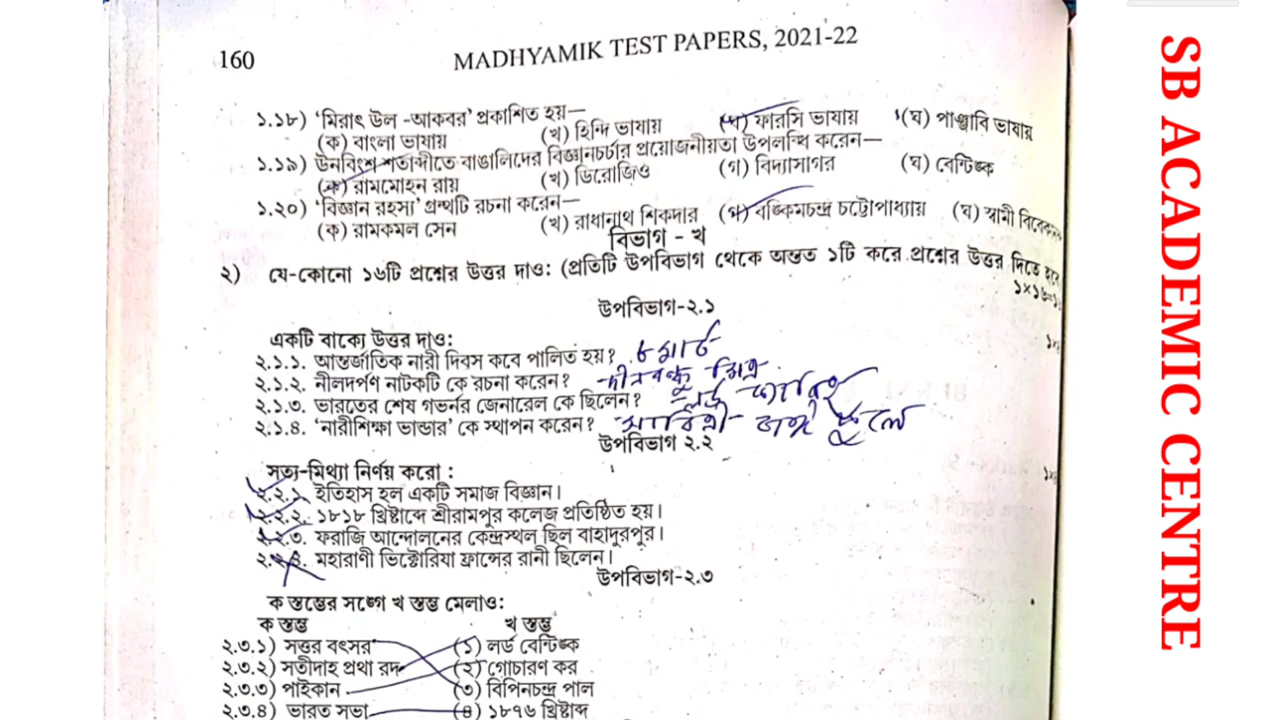 160
MADHYAMIK TEST PAPERS, 2021-22
১.১৮) ‘মিরাৎ উল -আকবর’ প্রকাশিত হয়—
(ক) বাংলা ভাষায় (খ) হিন্দি ভাষায় (গ) ফারসি ভাষায় (ঘ) পাঞ্জাবি ভাষায়
১.১৯) উনবিংশ শতাব্দীতে বাঙালিদের বিজ্ঞানচর্চার প্রয়োজনীয়তা উপলব্ধি করেন—
(ক) রামমোহন রায় (খ) ডিরোজিও (গ) বিদ্যাসাগর (ঘ) বেন্টিঙ্ক
১.২০) ‘বিজ্ঞান রহস্য’ গ্রন্থটি রচনা করেন—
(ক) রামকমল সেন (খ) রাধানাথ শিকদার (গ) বঙ্কিমচন্দ্র চট্টোপাধ্যায় (ঘ) স্বামী
বিভাগ - খ
২) যে-কোনো ১৬টি প্রশ্নের উত্তর দাও: (প্রতিটি উপবিভাগ থেকে অন্তত ১টি করে প্রশ্নের উত্তর দিতে হবে
১×১৬=
উপবিভাগ-২.১
একটি বাক্যে উত্তর দাও:
২.১.১. আন্তর্জাতিক নারী দিবস কবে পালিত হয়? ৮ মার্চ
২.১.২. নীলদর্পণ নাটকটি কে রচনা করেন? দীনবন্ধু মিত্র
২.১.৩. ভারতের শেষ গভর্নর জেনারেল কে ছিলেন? লর্ড
২.১.৪. ‘নারীশিক্ষা ভান্ডার’ কে স্থাপন করেন?
উপবিভাগ ২.২
সত্য-মিথ্যা নির্ণয় করো :
২.২.১. ইতিহাস হল একটি সমাজ বিজ্ঞান।
২.২.২. ১৮১৮ খ্রিষ্টাব্দে শ্রীরামপুর কলেজ প্রতিষ্ঠিত হয়।
২.২.৩. ফরাজি আন্দোলনের কেন্দ্রস্থল ছিল বাহাদুরপুর।
২.২.৪. মহারাণী ভিক্টোরিযা ফ্রান্সের রানী ছিলেন।
উপবিভাগ-২.৩
ক স্তম্ভের সঙ্গে খ স্তম্ভ মেলাও:
ক স্তম্ভ খ স্তম্ভ
২.৩.১) সত্তর বৎসর (১) লর্ড বেন্টিঙ্ক
২.৩.২) সতীদাহ প্রথা রদ (২) গোচারণ কর
২.৩.৩) পাইকান (৩) বিপিনচন্দ্র পাল
২.৩.৪) ভারত সভা (৪) ১৮৭৬ খ্রিষ্টাব্দ
SB ACADEMIC CENTRE